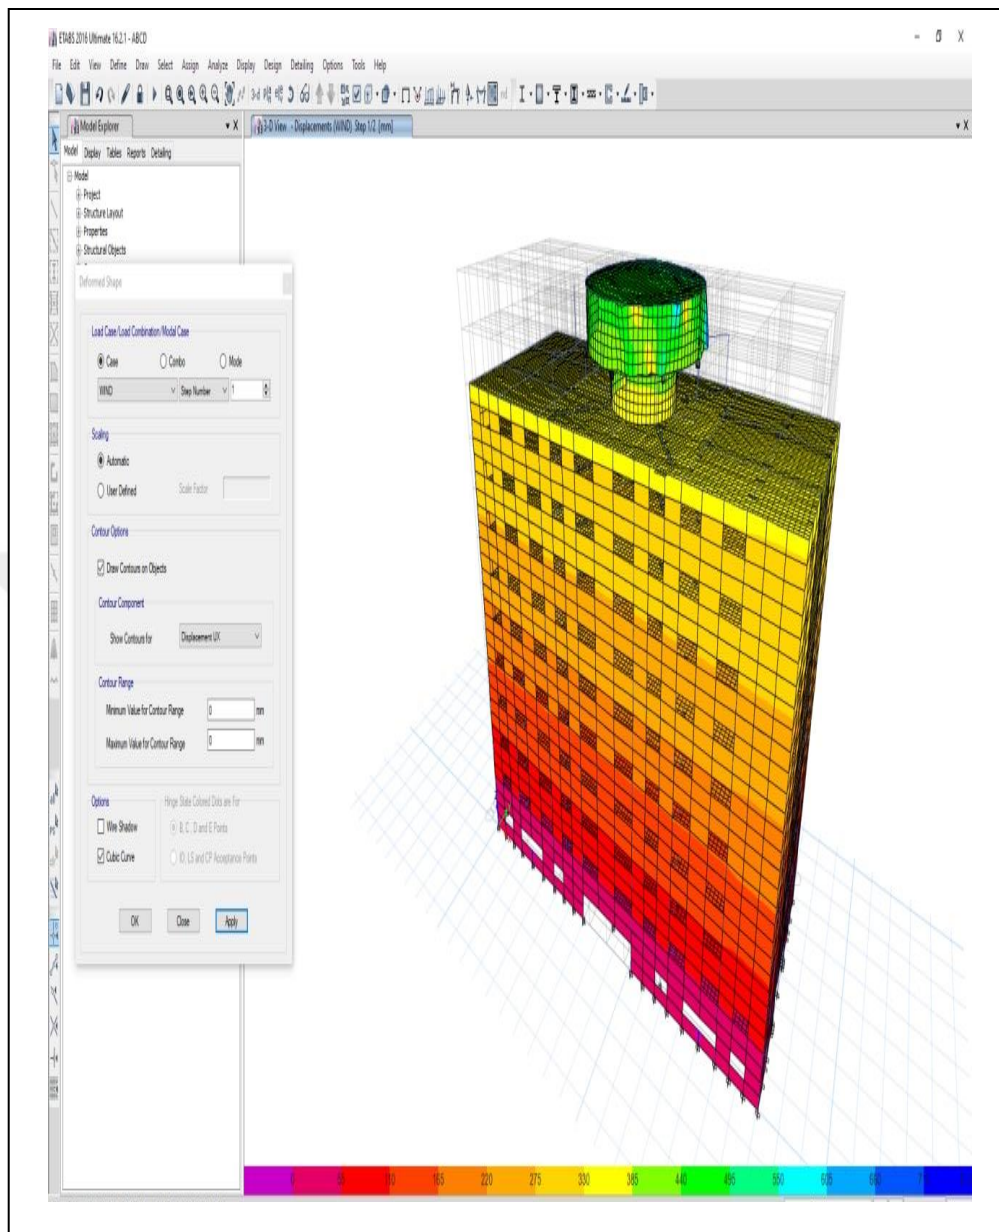 ETABS 2016 Ultimate 16.2.1 - ABCD
File Edit View Define Draw Select Assign Analyze Display Design Detailing Options Tools Help
Model Explorer
3-D View - Displacements (WIND) Step 1/2 [mm]
Model Display Tables Reports Detailing
Model
Project
Structure Layout
Properties
Structural Objects
Deformed Shape
Load Case/Load Combination/Modal Case
Case Combo Mode
WIND Step Number 1
Scaling
Automatic
User Defined Scale Factor
Contour Options
Draw Contours on Objects
Contour Component
Show Contours for Displacement UX
Contour Range
Minimum Value for Contour Range 0 mm
Maximum Value for Contour Range 0 mm
Options Hinge State Colored Dots are For
Wire Shadow B, C, D and E Points
Cubic Curve IO, LS and CP Acceptance Points
OK Close Apply
0 55 110 165 220 275 330 385 440 495 550 605 660